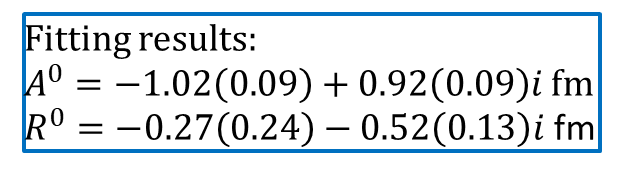 Fitting results:
A⁰ = −1.02(0.09) + 0.92(0.09)i fm
R⁰ = −0.27(0.24) − 0.52(0.13)i fm